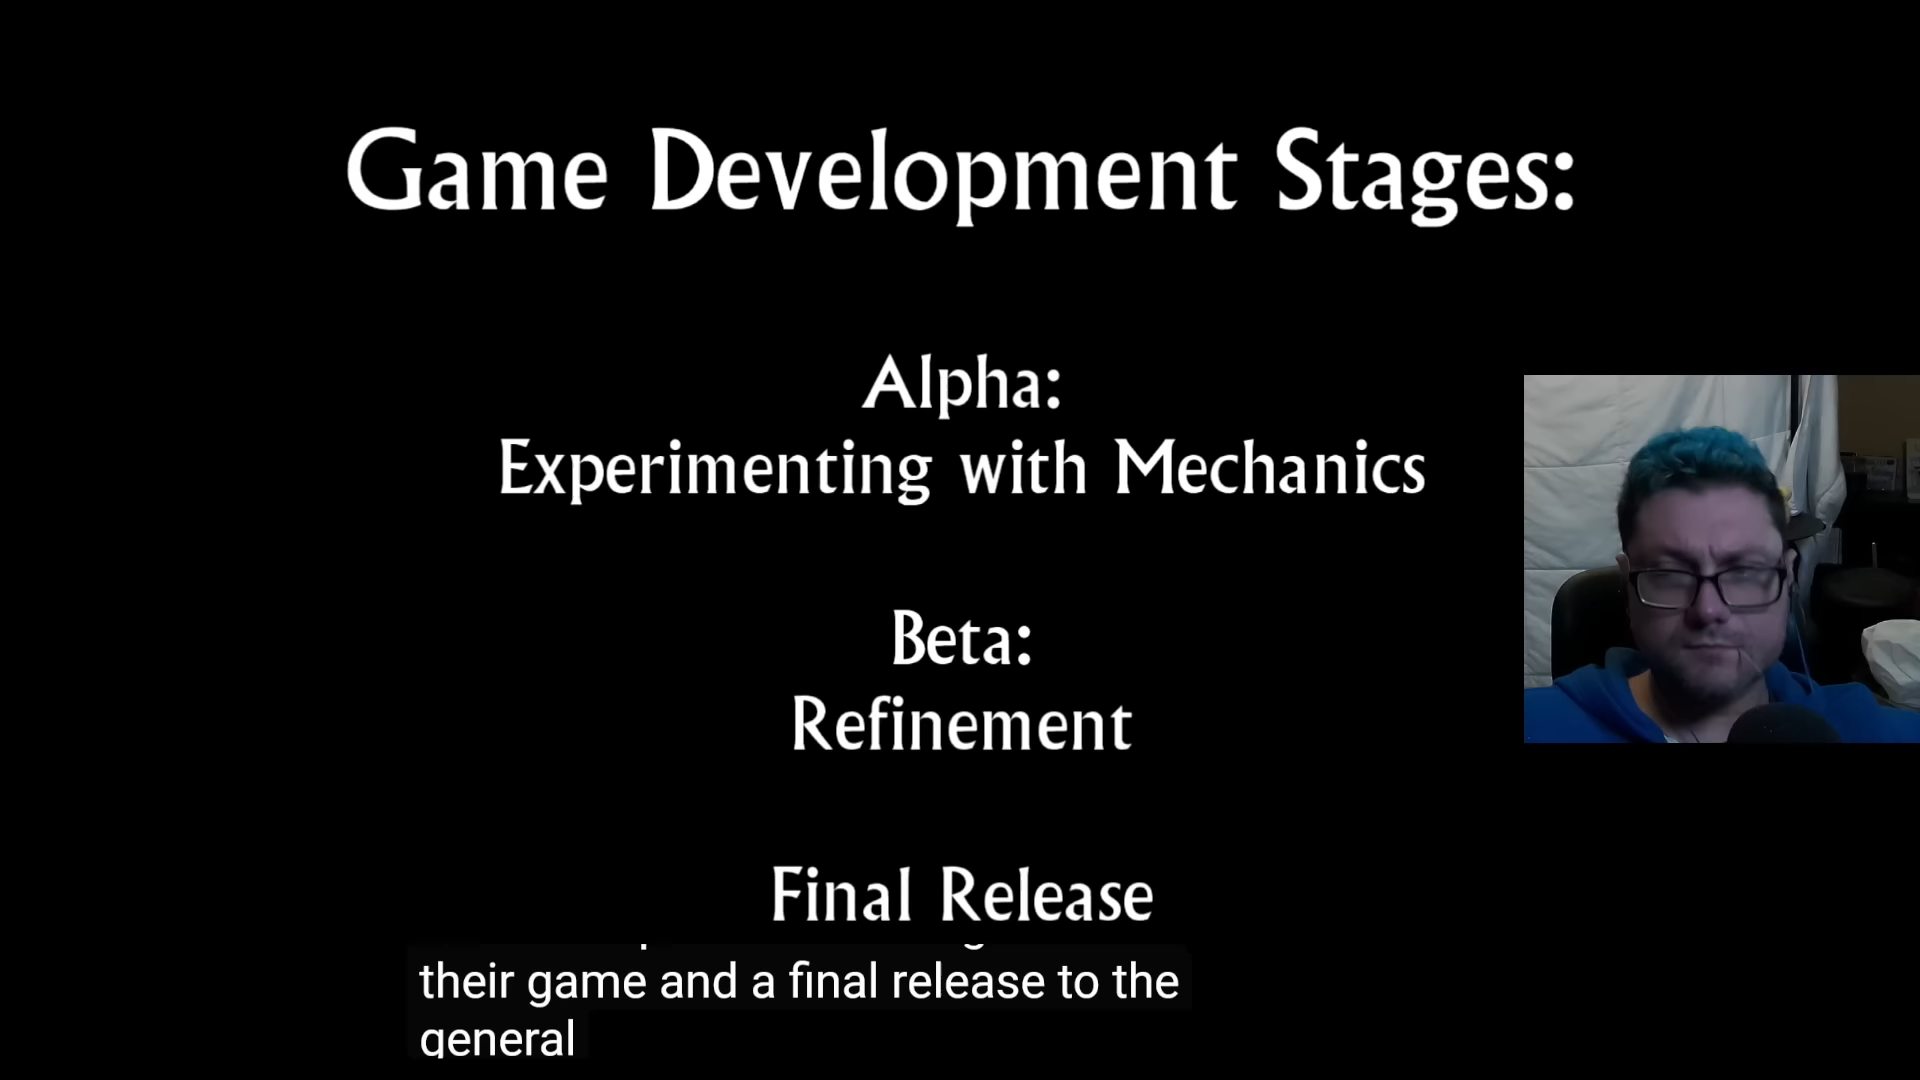 Game Development Stages:
Alpha:
Experimenting with Mechanics
Beta:
Refinement
Final Release
their game and a final release to the
general